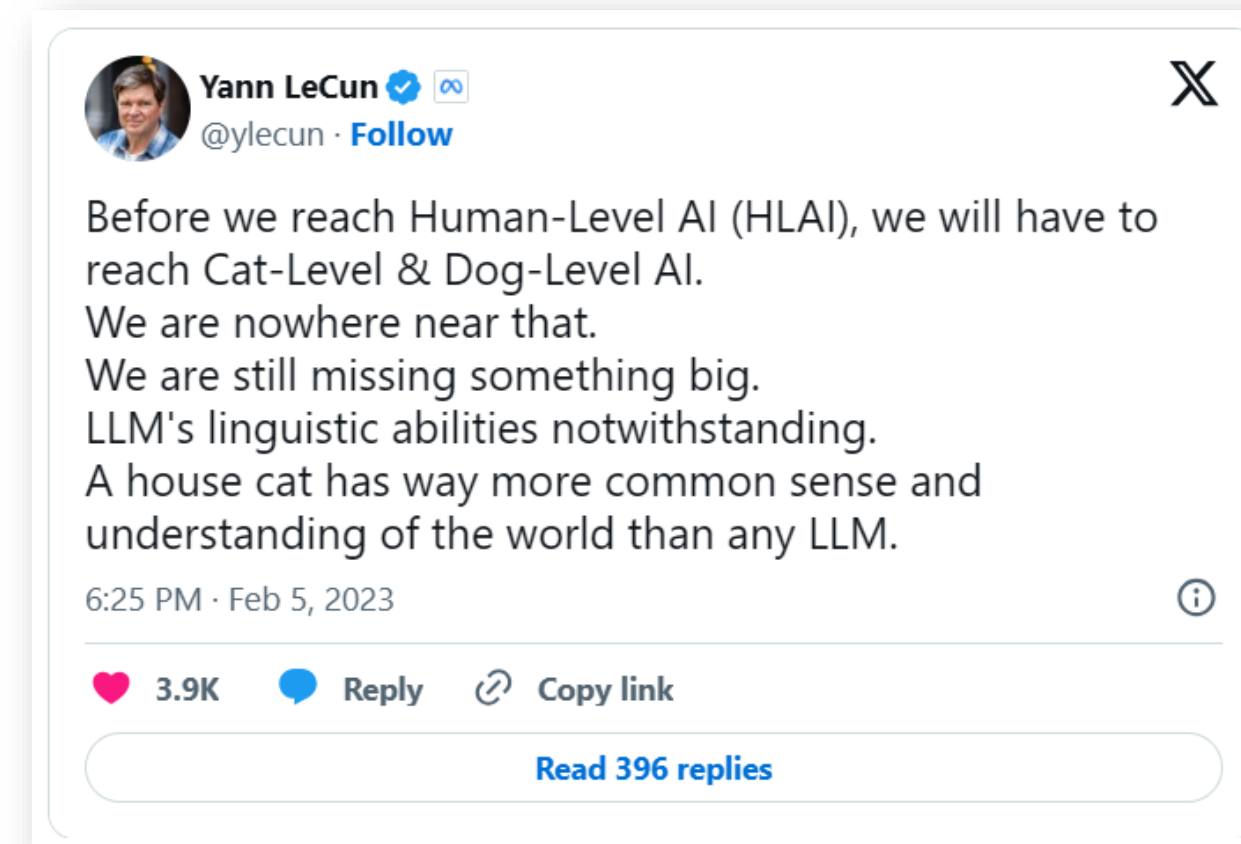 Yann LeCun
@ylecun · Follow
Before we reach Human-Level AI (HLAI), we will have to
reach Cat-Level & Dog-Level AI.
We are nowhere near that.
We are still missing something big.
LLM's linguistic abilities notwithstanding.
A house cat has way more common sense and
understanding of the world than any LLM.
6:25 PM · Feb 5, 2023
3.9K Reply Copy link
Read 396 replies